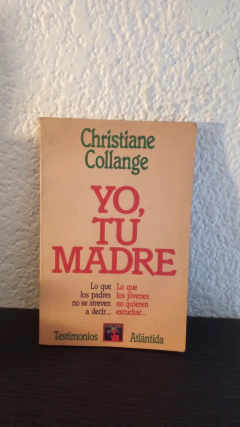 Christiane
Collange
YO,
TU
MADRE
Lo que
los padres
no se atreven
a decir...
Lo que
los jóvenes
no quieren
escuchar...
Testimonios
Atlántida